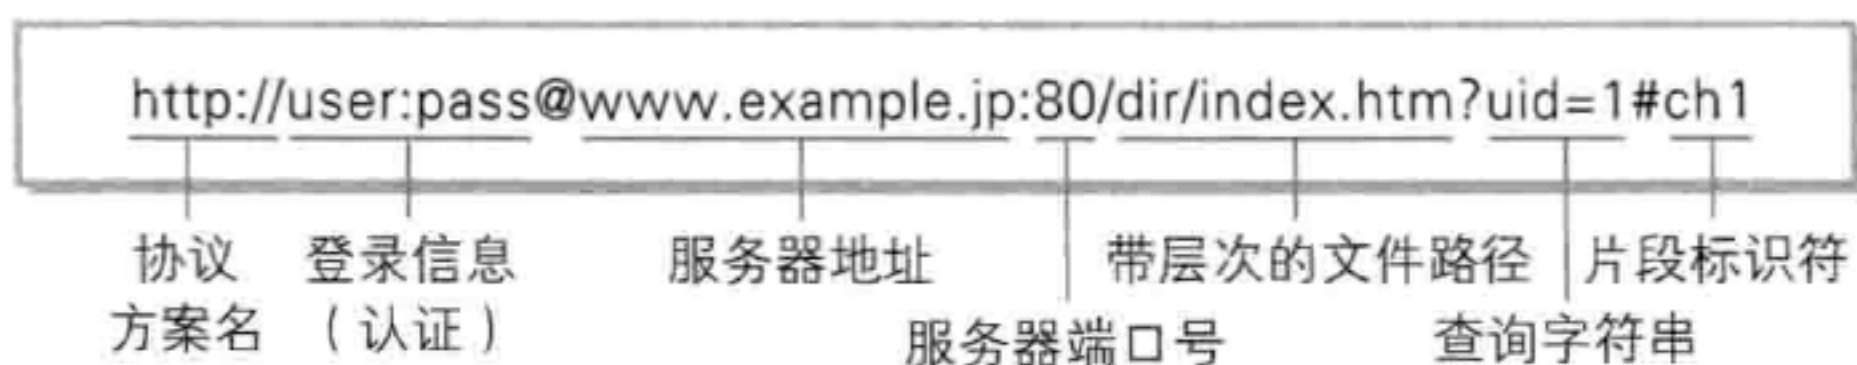 http://user:pass@www.example.jp:80/dir/index.htm?uid=1#ch1
协议 登录信息 服务器地址 带层次的文件路径 片段标识符
方案名 （认证） 服务器端口号 查询字符串